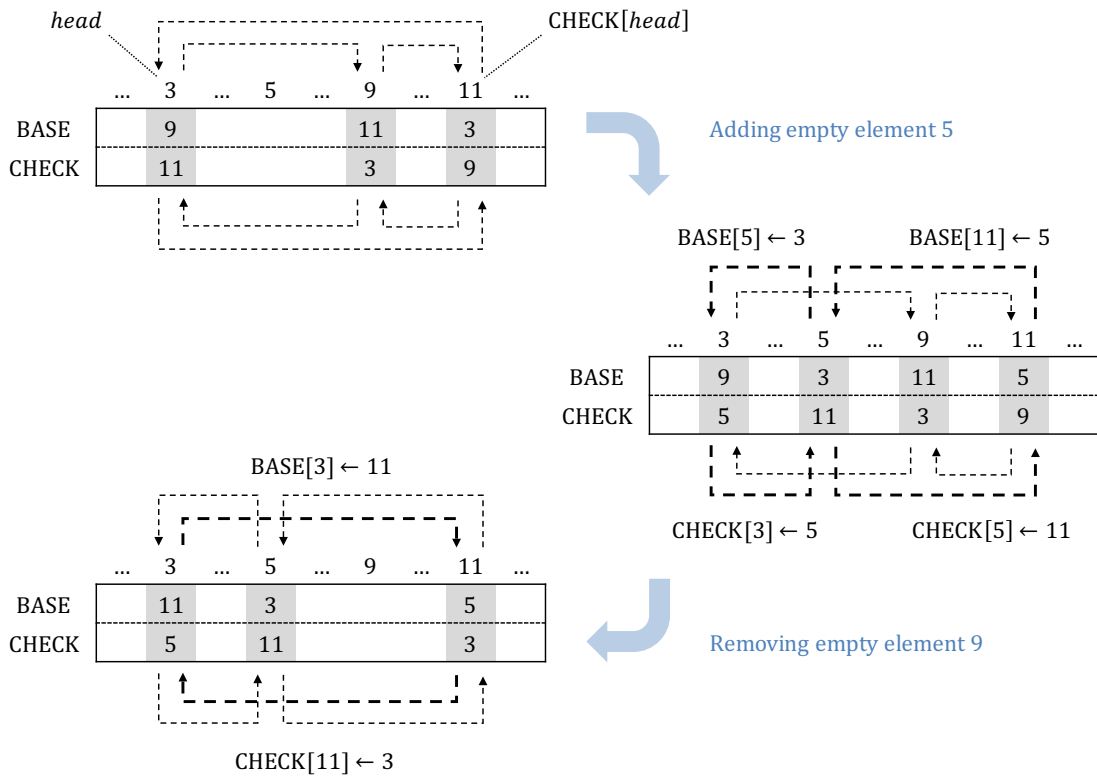 head CHECK[head]
... 3 ... 5 ... 9 ... 11 ...
BASE 9 11 3
CHECK 11 3 9
Adding empty element 5
BASE[5] ← 3 BASE[11] ← 5
... 3 ... 5 ... 9 ... 11 ...
BASE 9 3 11 5
CHECK 5 11 3 9
CHECK[3] ← 5 CHECK[5] ← 11
BASE[3] ← 11
... 3 ... 5 ... 9 ... 11 ...
BASE 11 3 5
CHECK 5 11 3
Removing empty element 9
CHECK[11] ← 3